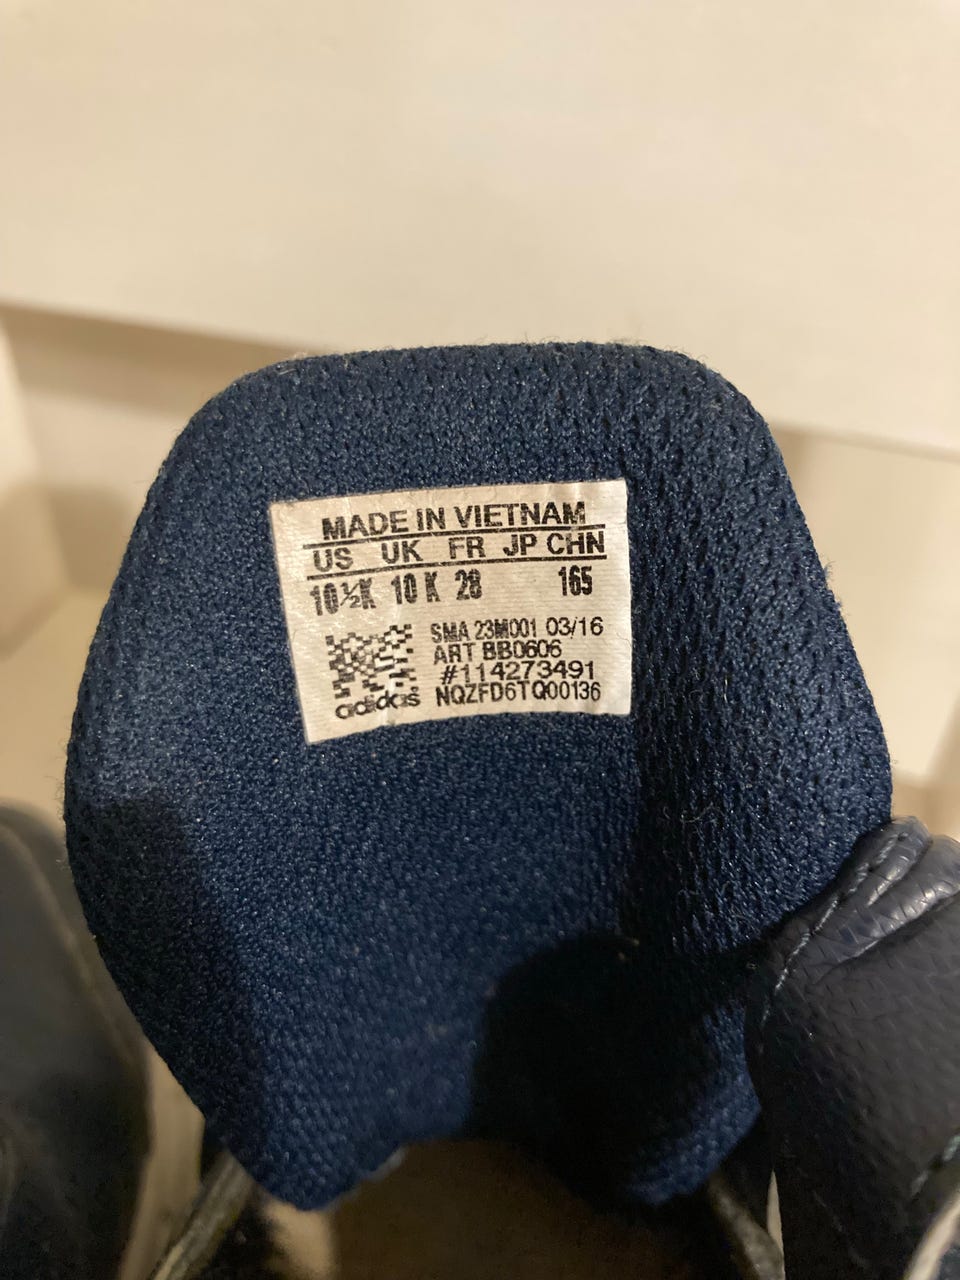 MADE IN VIETNAM
US UK FR JP CHN
10½K 10 K 28 165
SMA 23M001 03/16
ART BB0606
#114273491
adidas NQZFD6TQ00136